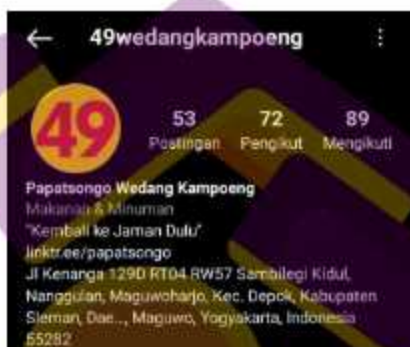 49wedangkampoeng
49
53 72 89
Postingan Pengikut Mengikuti
Papatsongo Wedang Kampoeng
Makanan & Minuman
"Kembali ke Jaman Dulu"
linktr.ee/papatsongo
Jl Kenanga 129D RT04 RW57 Sambilegi Kidul,
Nanggulan, Maguwoharjo, Kec. Depok, Kabupaten
Sleman, Dae..., Maguwo, Yogyakarta, Indonesia
55282